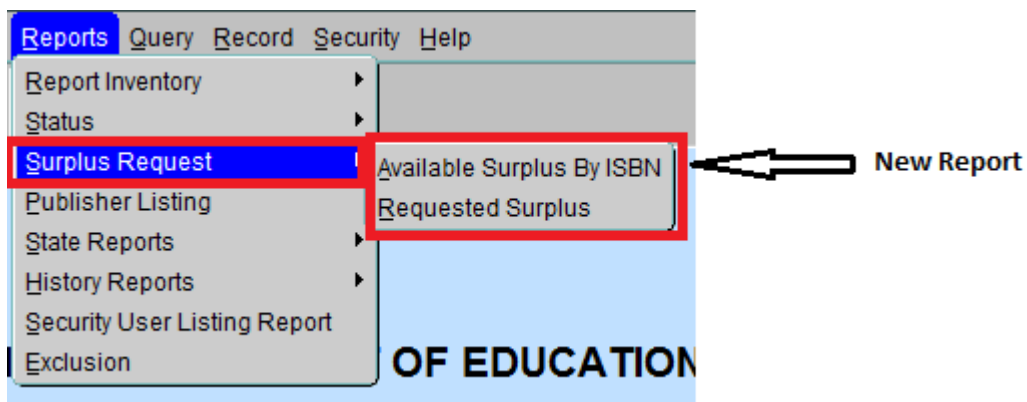 Reports Query Record Security Help
Report Inventory
Status
Surplus Request
Available Surplus By ISBN
New Report
Requested Surplus
Publisher Listing
State Reports
History Reports
Security User Listing Report
Exclusion
OF EDUCATION